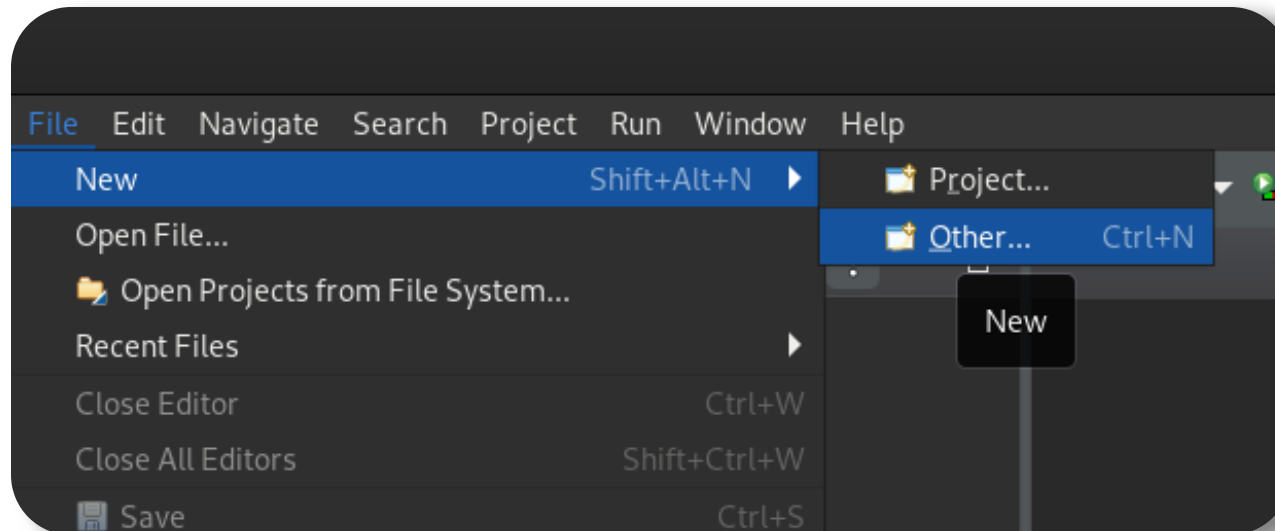 File Edit Navigate Search Project Run Window Help
New Shift+Alt+N
Project...
Open File...
Other... Ctrl+N
Open Projects from File System...
New
Recent Files
Close Editor Ctrl+W
Close All Editors Shift+Ctrl+W
Save Ctrl+S